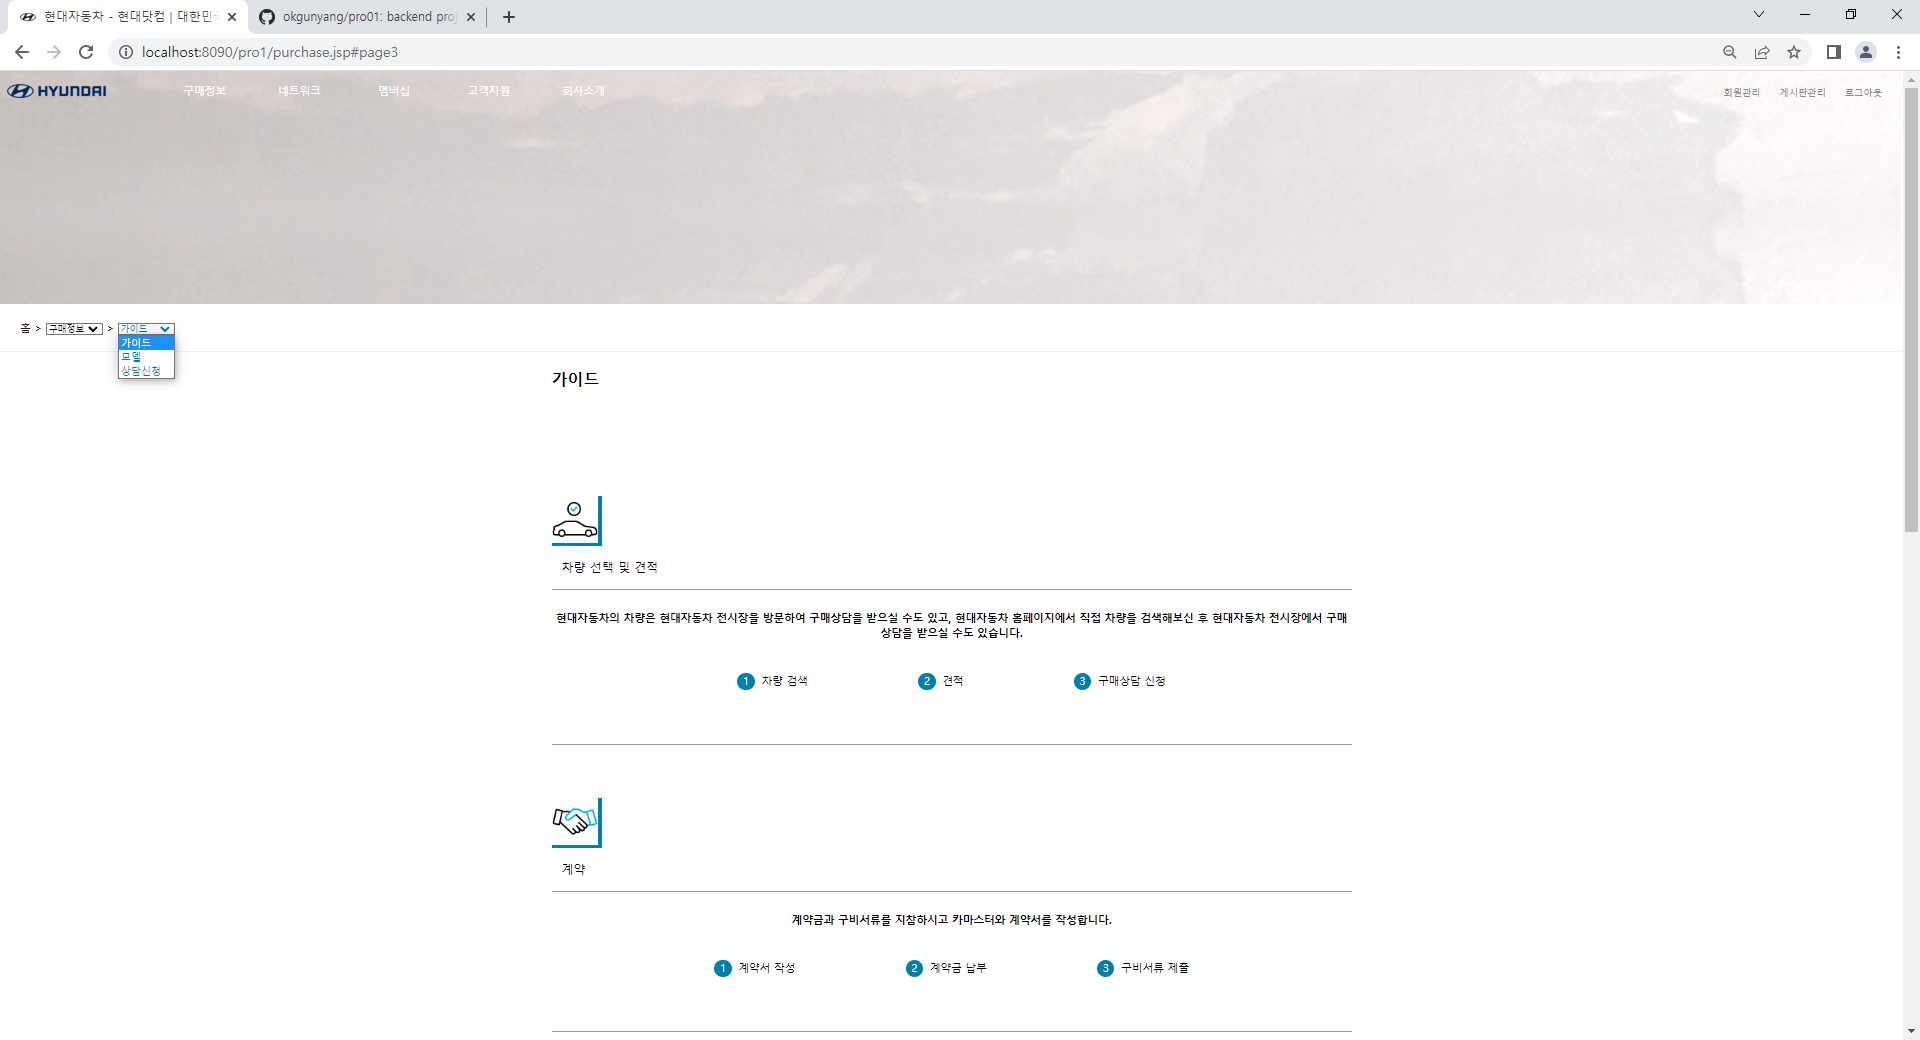 현대자동차 - 현대닷컴 | 대한민국
okgunyang/pro01: backend proj
localhost:8090/pro1/purchase.jsp#page3
HYUNDAI
구매정보
네트워크
멤버십
고객지원
회사소개
회원관리
게시판관리
로그아웃
홈 > 구매정보 > 가이드
가이드
모델
상담신청
가이드
차량 선택 및 견적
현대자동차의 차량은 현대자동차 전시장을 방문하여 구매상담을 받으실 수도 있고, 현대자동차 홈페이지에서 직접 차량을 검색해보신 후 현대자동차 전시장에서 구매
상담을 받으실 수도 있습니다.
1 차량 검색
2 견적
3 구매상담 신청
계약
계약금과 구비서류를 지참하시고 카마스터와 계약서를 작성합니다.
1 계약서 작성
2 계약금 납부
3 구비서류 제출